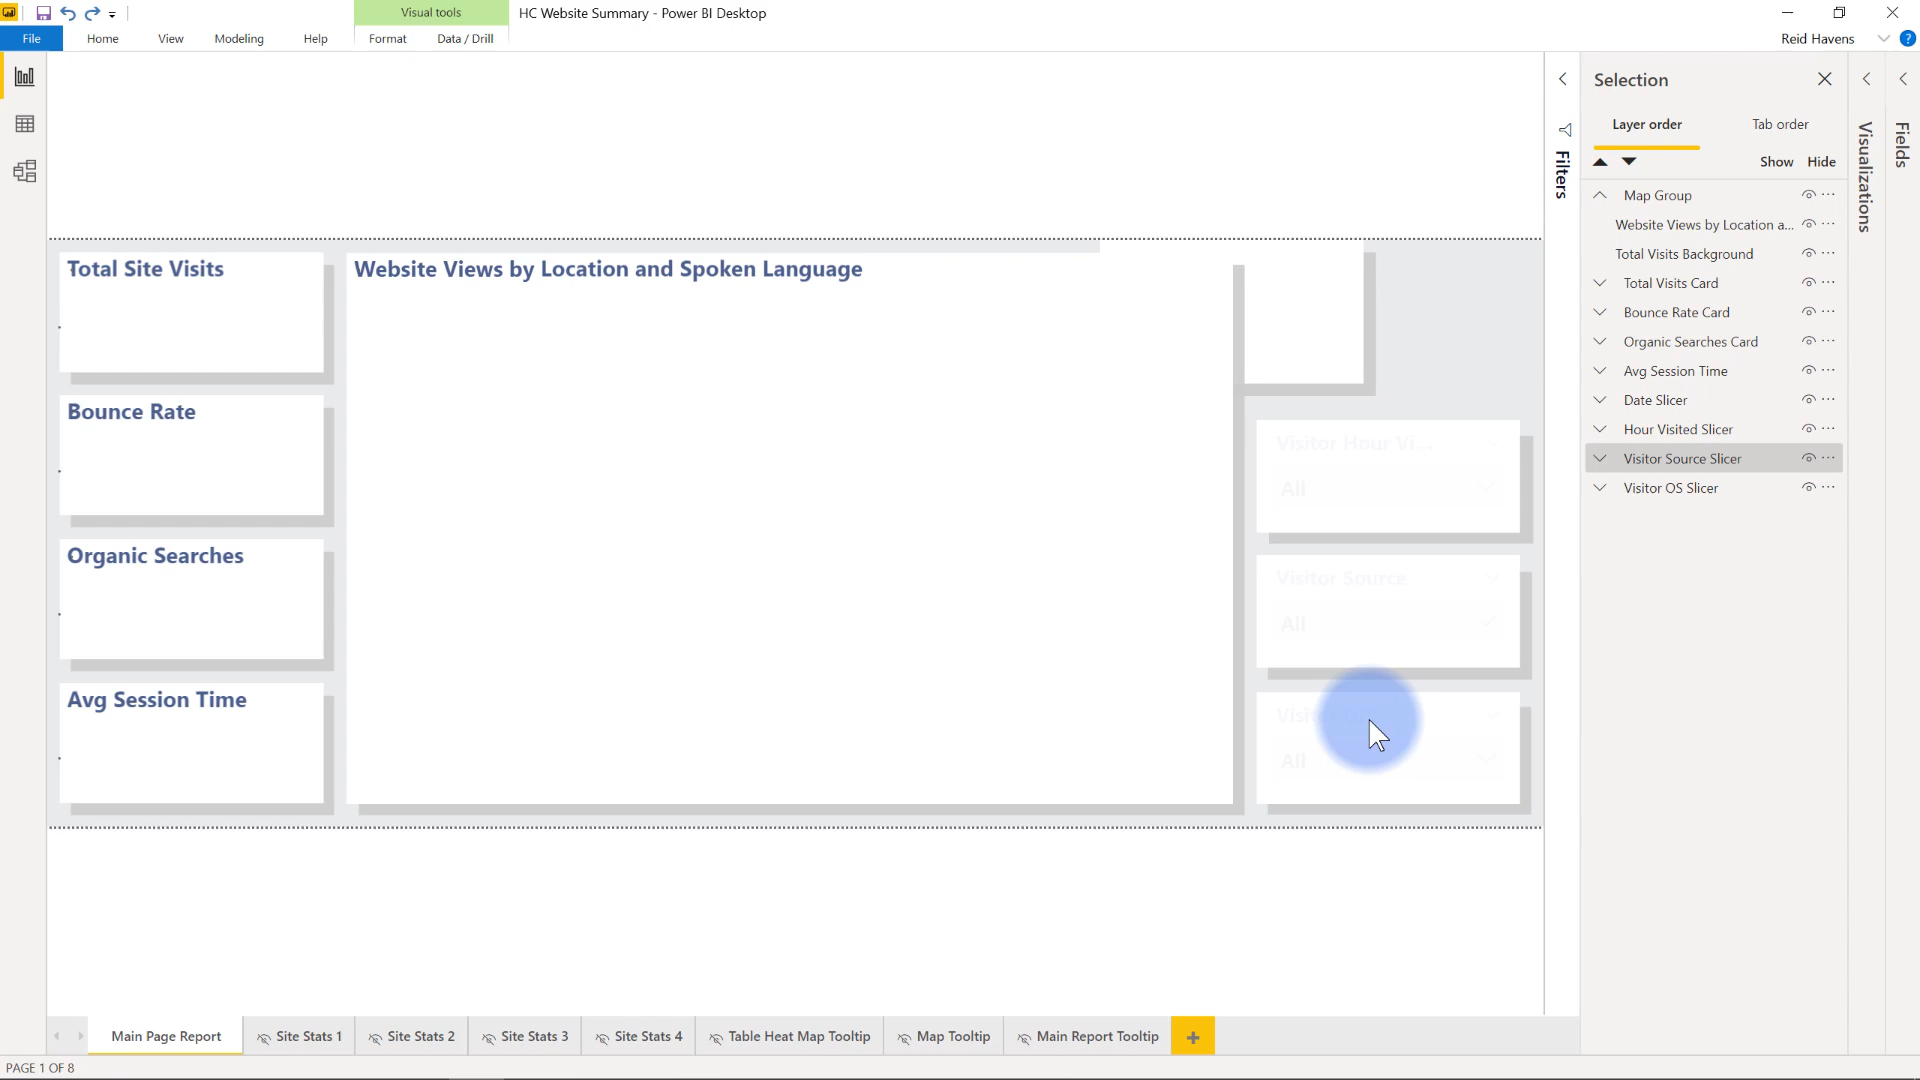 Visual tools
HC Website Summary - Power BI Desktop
File
Home
View
Modeling
Help
Format
Data / Drill
Reid Havens
?
Total Site Visits
Website Views by Location and Spoken Language
Bounce Rate
Organic Searches
Avg Session Time
Visitor Hour Vi...
All
Visitor Source
All
All
Filters
Selection
Layer order
Tab order
Show
Hide
Map Group
Website Views by Location a...
Total Visits Background
Total Visits Card
Bounce Rate Card
Organic Searches Card
Avg Session Time
Date Slicer
Hour Visited Slicer
Visitor Source Slicer
Visitor OS Slicer
Visualizations
Fields
Main Page Report
Site Stats 1
Site Stats 2
Site Stats 3
Site Stats 4
Table Heat Map Tooltip
Map Tooltip
Main Report Tooltip
PAGE 1 OF 8